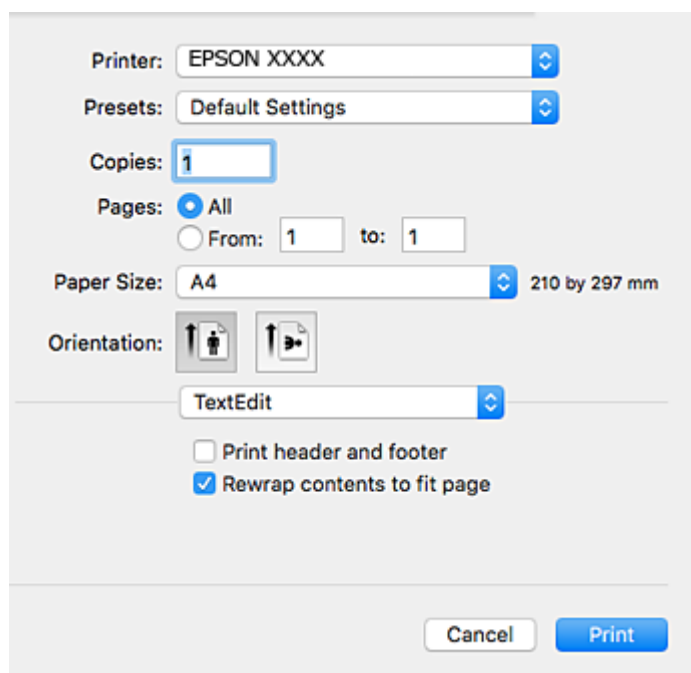 Printer: EPSON XXXX
Presets: Default Settings
Copies: 1
Pages: All
From: 1 to: 1
Paper Size: A4 210 by 297 mm
Orientation:
TextEdit
Print header and footer
Rewrap contents to fit page
Cancel Print